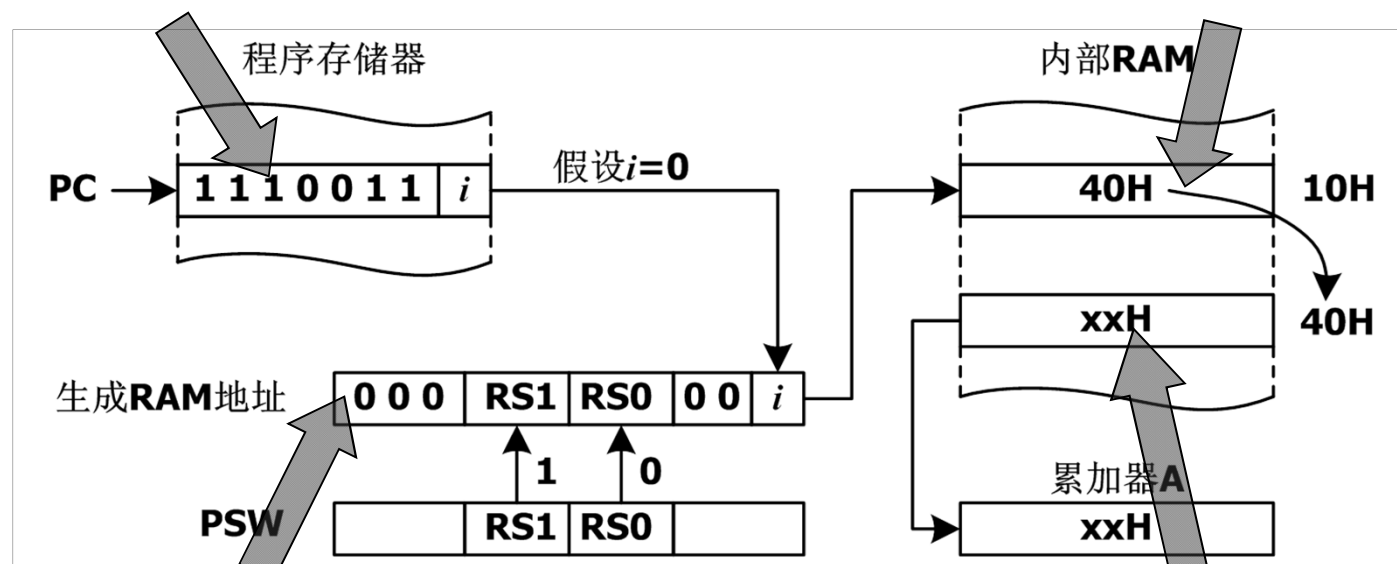 程序存储器
内部RAM
PC
1 1 1 0 0 1 1 i
假设i=0
40H
10H
xxH
40H
生成RAM地址
0 0 0 RS1 RS0 0 0 i
1
0
累加器A
PSW
RS1 RS0
xxH